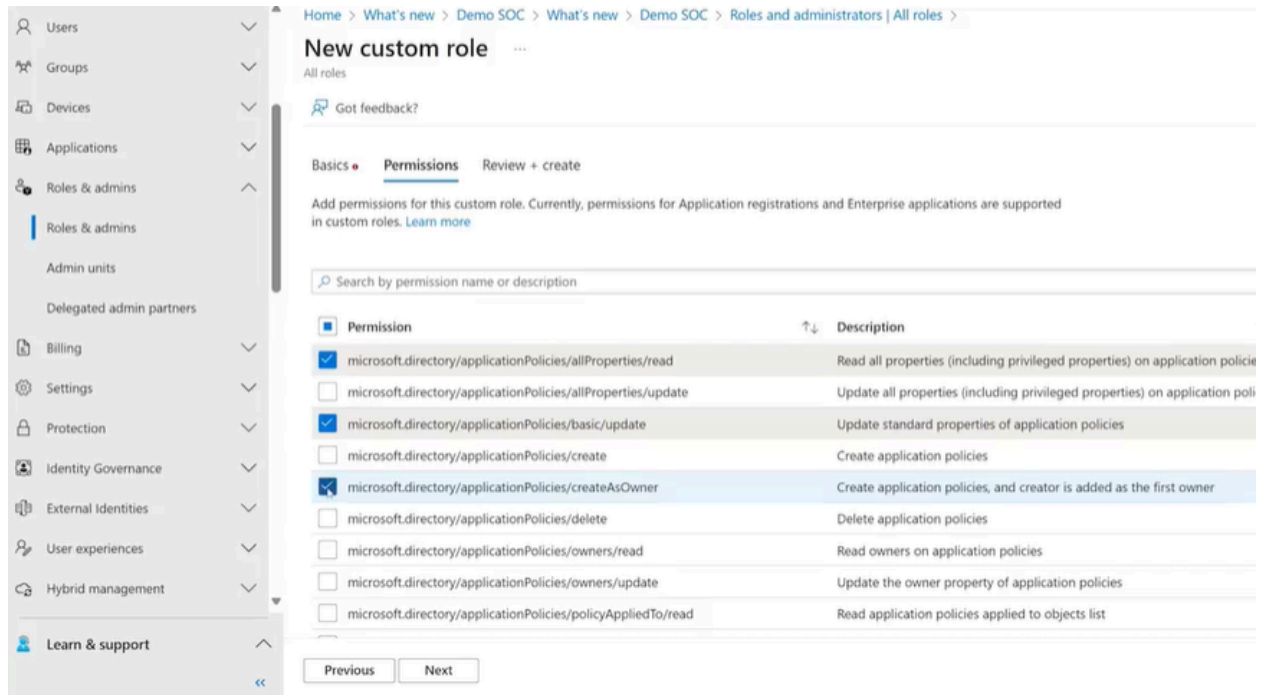 Home > What's new > Demo SOC > What's new > Demo SOC > Roles and administrators | All roles >
New custom role ...
All roles
Got feedback?
Users
Groups
Devices
Applications
Roles & admins
Roles & admins
Admin units
Delegated admin partners
Billing
Settings
Protection
Identity Governance
External Identities
User experiences
Hybrid management
Learn & support
«
Basics Permissions Review + create
Add permissions for this custom role. Currently, permissions for Application registrations and Enterprise applications are supported
in custom roles. Learn more
Search by permission name or description
Permission ↑↓ Description
microsoft.directory/applicationPolicies/allProperties/read Read all properties (including privileged properties) on application policie
microsoft.directory/applicationPolicies/allProperties/update Update all properties (including privileged properties) on application poli
microsoft.directory/applicationPolicies/basic/update Update standard properties of application policies
microsoft.directory/applicationPolicies/create Create application policies
microsoft.directory/applicationPolicies/createAsOwner Create application policies, and creator is added as the first owner
microsoft.directory/applicationPolicies/delete Delete application policies
microsoft.directory/applicationPolicies/owners/read Read owners on application policies
microsoft.directory/applicationPolicies/owners/update Update the owner property of application policies
microsoft.directory/applicationPolicies/policyAppliedTo/read Read application policies applied to objects list
Previous Next